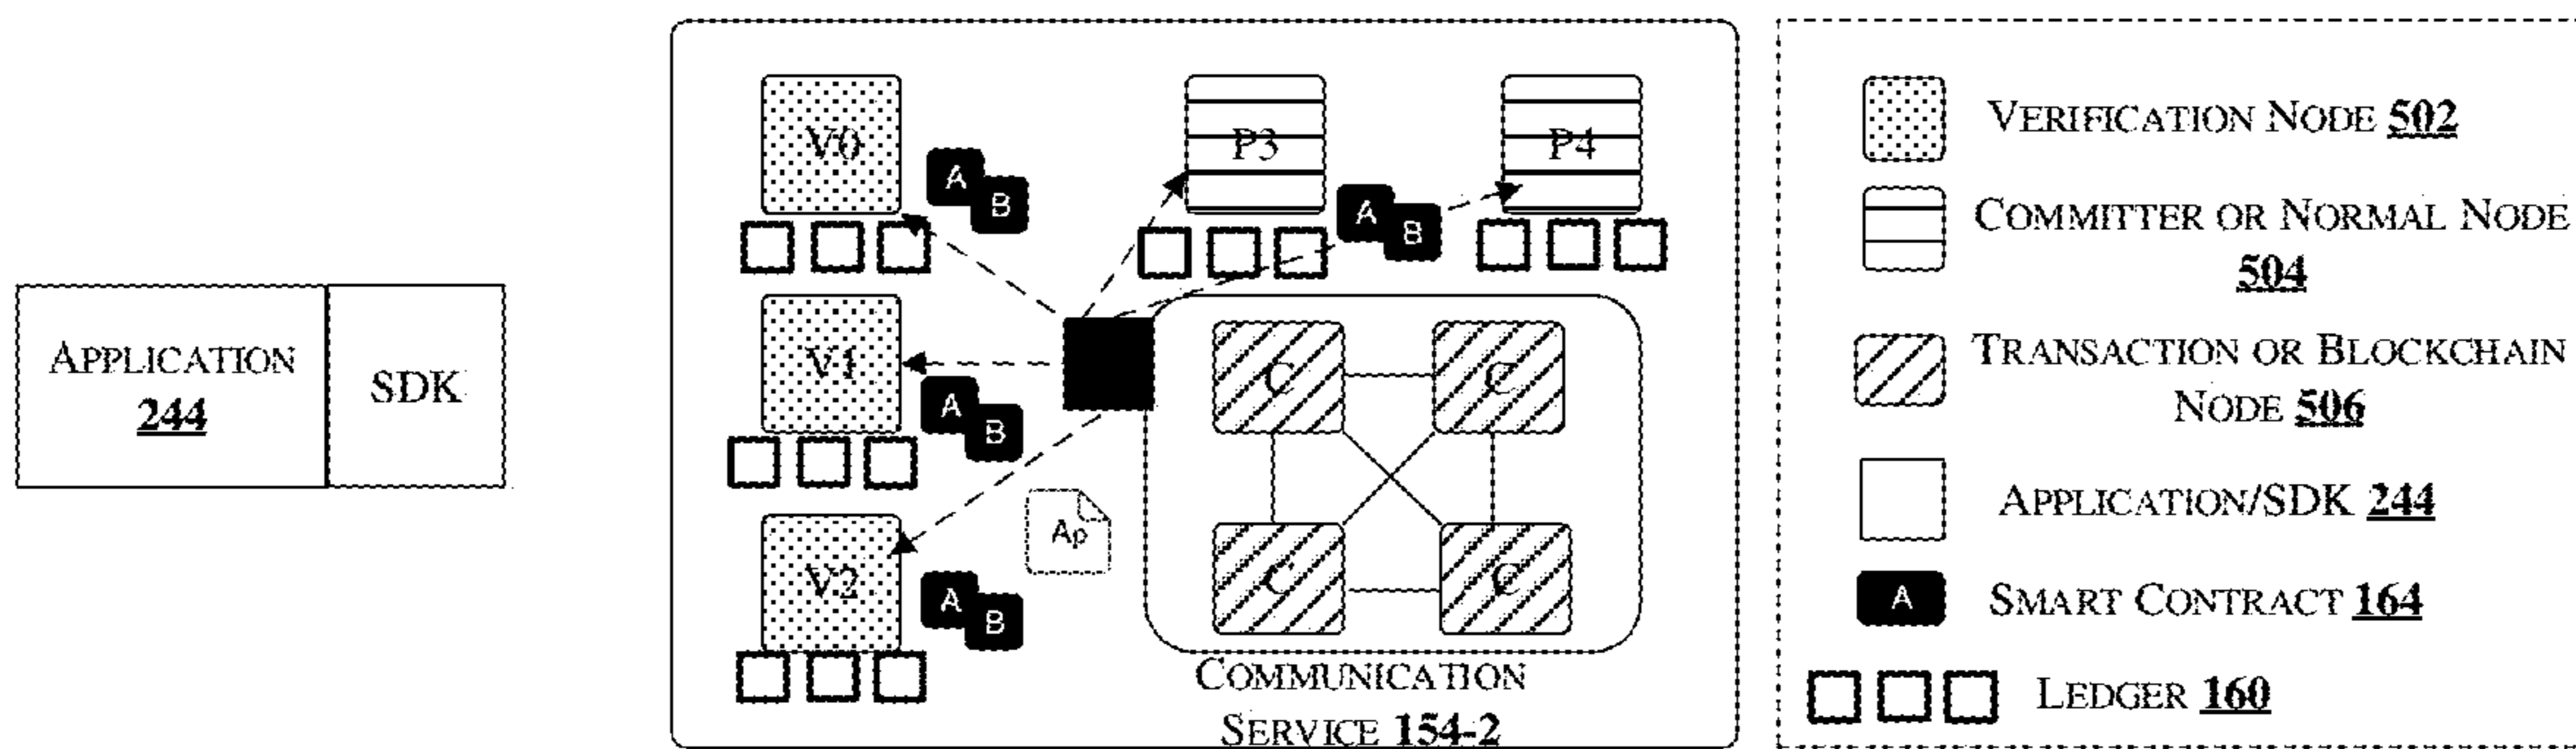 APPLICATION
244
SDK
V0
A
B
P3
A
B
P4
V1
A
B
C
C
V2
A
B
Ap
C
C
COMMUNICATION
SERVICE 154-2
VERIFICATION NODE 502
COMMITTER OR NORMAL NODE
504
TRANSACTION OR BLOCKCHAIN
NODE 506
APPLICATION/SDK 244
A
SMART CONTRACT 164
LEDGER 160